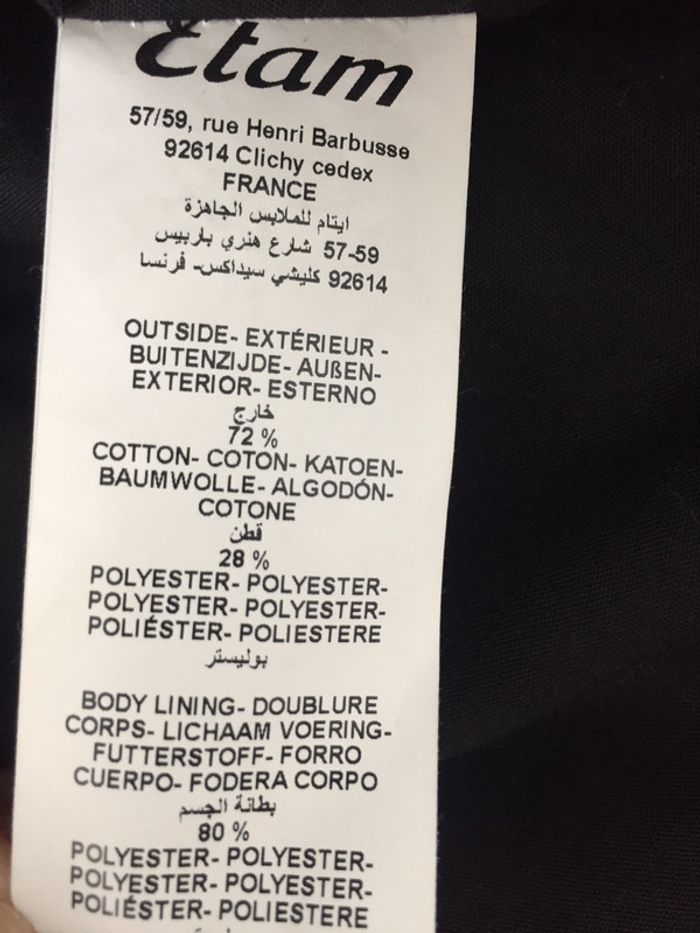 Etam
57/59, rue Henri Barbusse
92614 Clichy cedex
FRANCE
ايتام للملابس الجاهزة
57-59 شارع هنري باربيس
92614 كليشي سيداكس- فرنسا
OUTSIDE- EXTÉRIEUR -
BUITENZIJDE- AUßEN-
EXTERIOR- ESTERNO
خارج
72 %
COTTON- COTON- KATOEN-
BAUMWOLLE- ALGODÓN-
COTONE
قطن
28 %
POLYESTER- POLYESTER-
POLYESTER- POLYESTER-
POLIÉSTER- POLIESTERE
بوليستر
BODY LINING- DOUBLURE
CORPS- LICHAAM VOERING-
FUTTERSTOFF- FORRO
CUERPO- FODERA CORPO
بطانة الجسم
80 %
POLYESTER- POLYESTER-
POLYESTER- POLYESTER-
POLIÉSTER- POLIESTERE